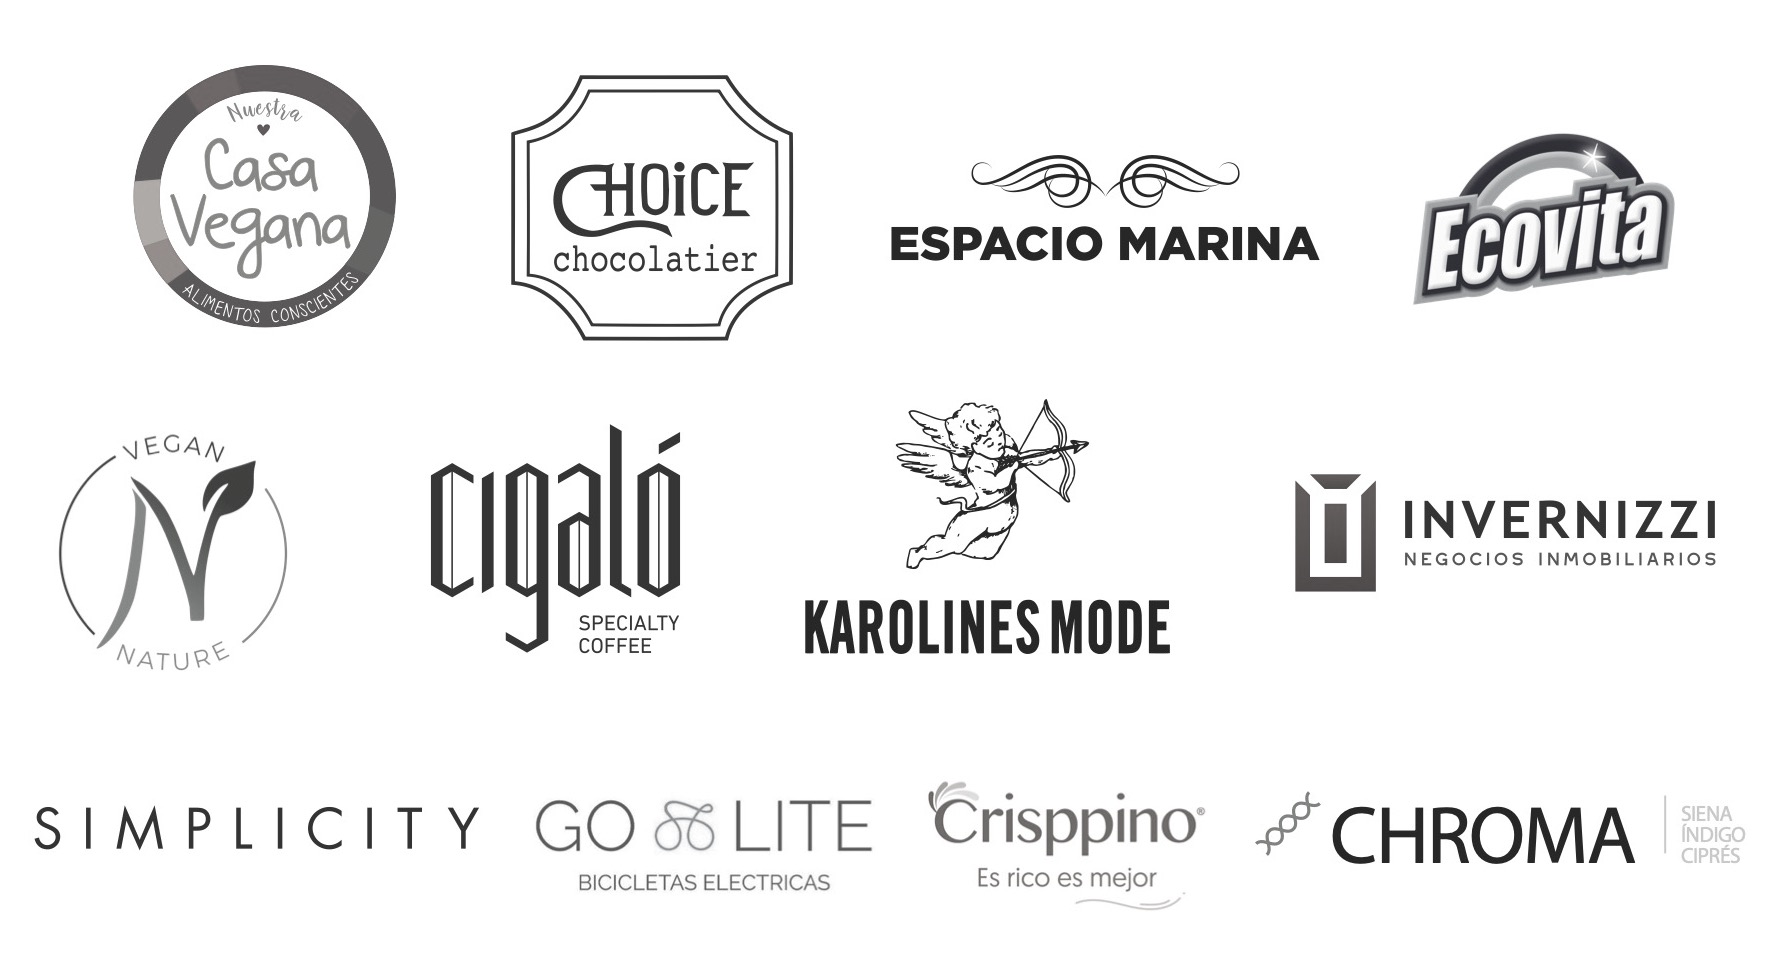 Nuestra
Casa
Vegana
ALIMENTOS CONSCIENTES
CHOiCE
chocolatier
ESPACIO MARINA
Ecovita
VEGAN
N
NATURE
cigaló
SPECIALTY
COFFEE
KAROLINES MODE
INVERNIZZI
NEGOCIOS INMOBILIARIOS
SIMPLICITY
GO LITE
BICICLETAS ELECTRICAS
Crisppino®
Es rico es mejor
CHROMA
SIENA
ÍNDIGO
CIPRÉS